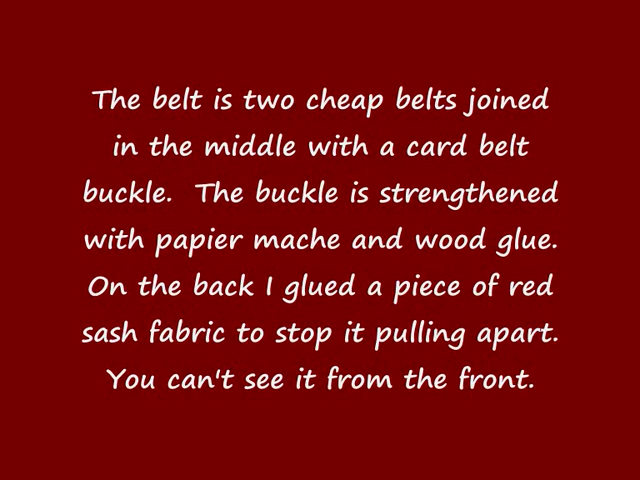 The belt is two cheap belts joined
in the middle with a card belt
buckle.  The buckle is strengthened
with papier mache and wood glue.
On the back I glued a piece of red
sash fabric to stop it pulling apart.
You can't see it from the front.